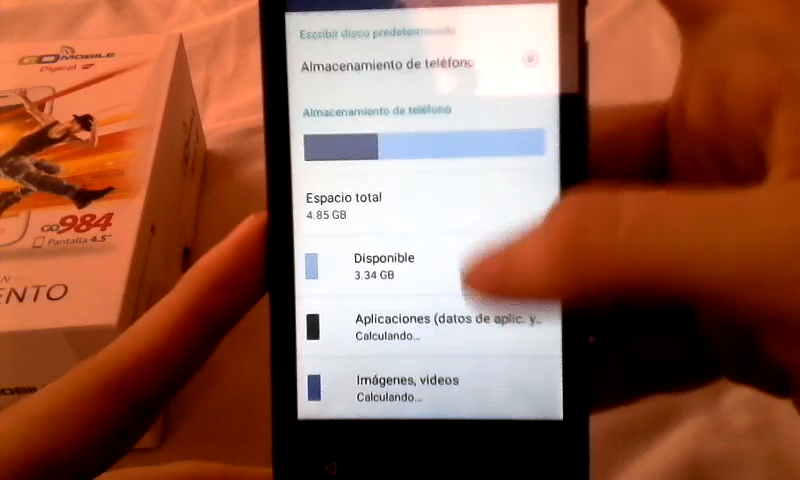 GOMOBILE
Digicel
GO984
Pantalla 4.5"
ENTO
Escribir disco predeterminado
Almacenamiento de teléfono
Almacenamiento de teléfono
Espacio total
4.85 GB
Disponible
3.34 GB
Aplicaciones (datos de aplic. y...
Calculando...
Imágenes, videos
Calculando...